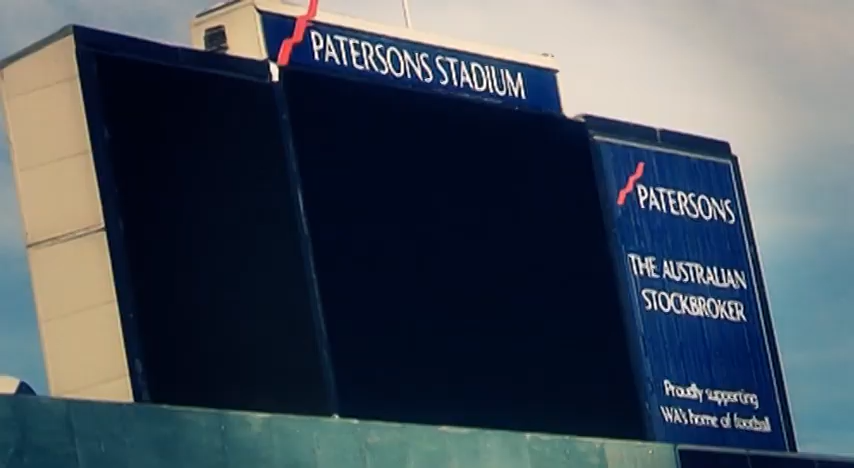 PATERSONS STADIUM
PATERSONS
THE AUSTRALIAN
STOCKBROKER
Proudly supporting
WA's home of football